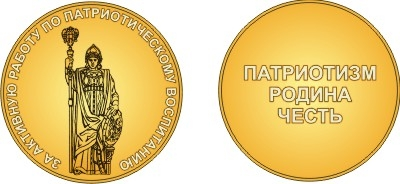 ЗА АКТИВНУЮ РАБОТУ ПО ПАТРИОТИЧЕСКОМУ ВОСПИТАНИЮ
ПАТРИОТИЗМ
РОДИНА
ЧЕСТЬ